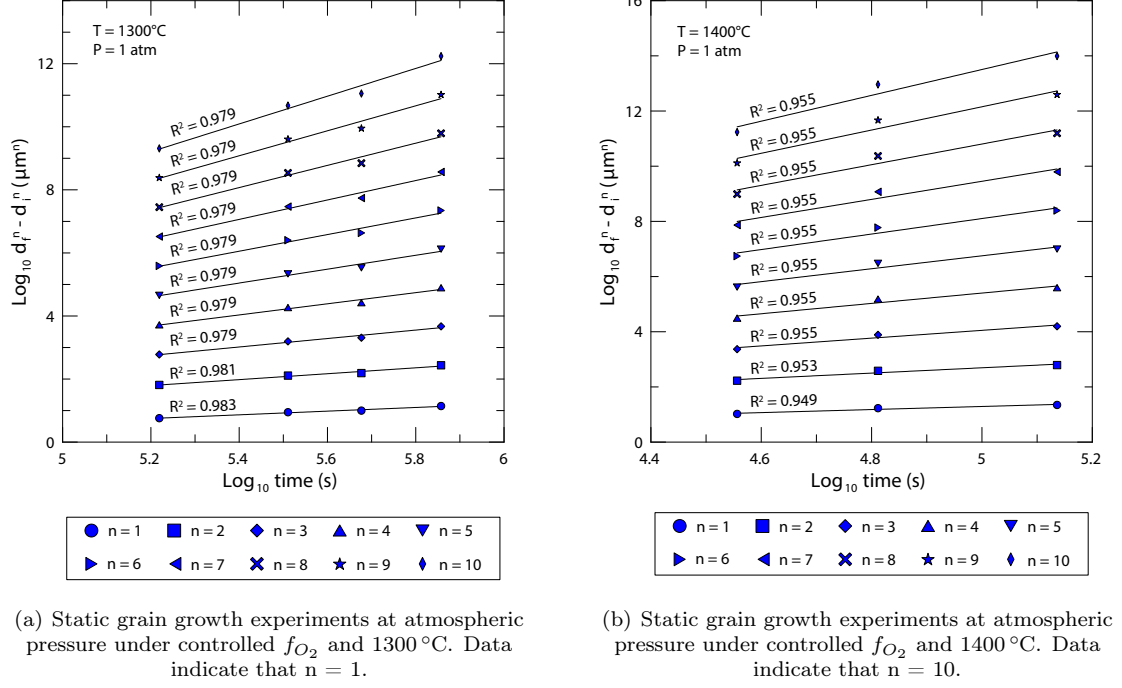 T = 1300°C
P = 1 atm
Log₁₀ d_f^n - d_i^n (μmⁿ)
12
8
4
0
R² = 0.979
R² = 0.979
R² = 0.979
R² = 0.979
R² = 0.979
R² = 0.979
R² = 0.979
R² = 0.979
R² = 0.981
R² = 0.983
5
5.2
5.4
5.6
5.8
6
Log₁₀ time (s)
n = 1
n = 2
n = 3
n = 4
n = 5
n = 6
n = 7
n = 8
n = 9
n = 10
(a) Static grain growth experiments at atmospheric
pressure under controlled f_{O₂} and 1300 °C. Data
indicate that n = 1.
T = 1400°C
P = 1 atm
Log₁₀ d_f^n - d_i^n (μmⁿ)
16
12
8
4
0
R² = 0.955
R² = 0.955
R² = 0.955
R² = 0.955
R² = 0.955
R² = 0.955
R² = 0.955
R² = 0.955
R² = 0.953
R² = 0.949
4.4
4.6
4.8
5
5.2
Log₁₀ time (s)
n = 1
n = 2
n = 3
n = 4
n = 5
n = 6
n = 7
n = 8
n = 9
n = 10
(b) Static grain growth experiments at atmospheric
pressure under controlled f_{O₂} and 1400 °C. Data
indicate that n = 10.